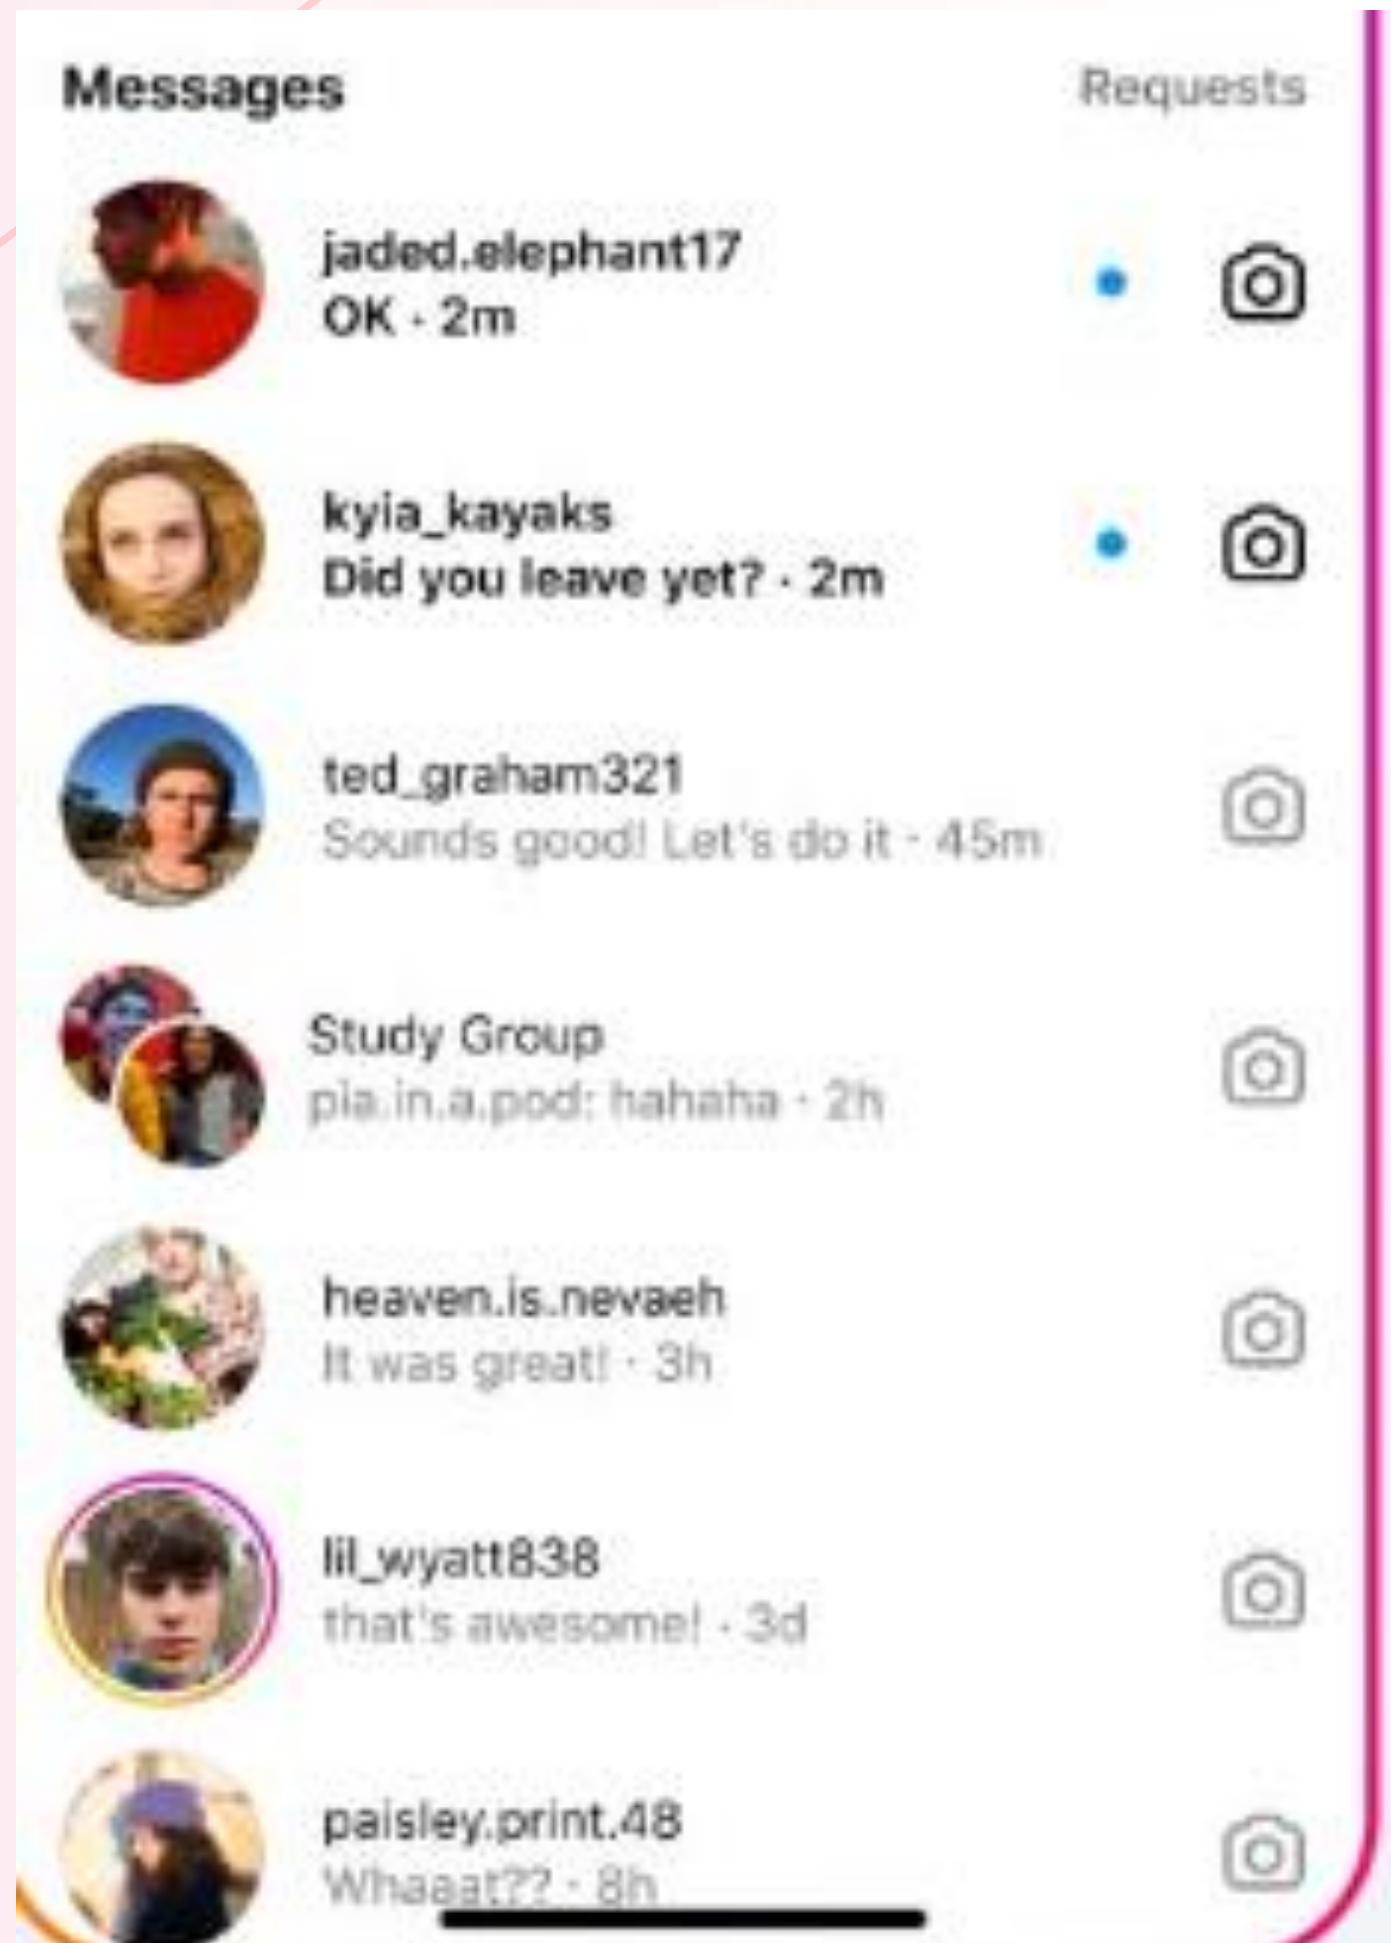 Messages
Requests
jaded.elephant17
OK · 2m
kyia_kayaks
Did you leave yet? · 2m
ted_graham321
Sounds good! Let's do it · 45m
Study Group
pia.in.a.pod: hahaha · 2h
heaven.is.nevaeh
It was great! · 3h
lil_wyatt838
that's awesome! · 3d
paisley.print.48
Whaaat?? · 8h